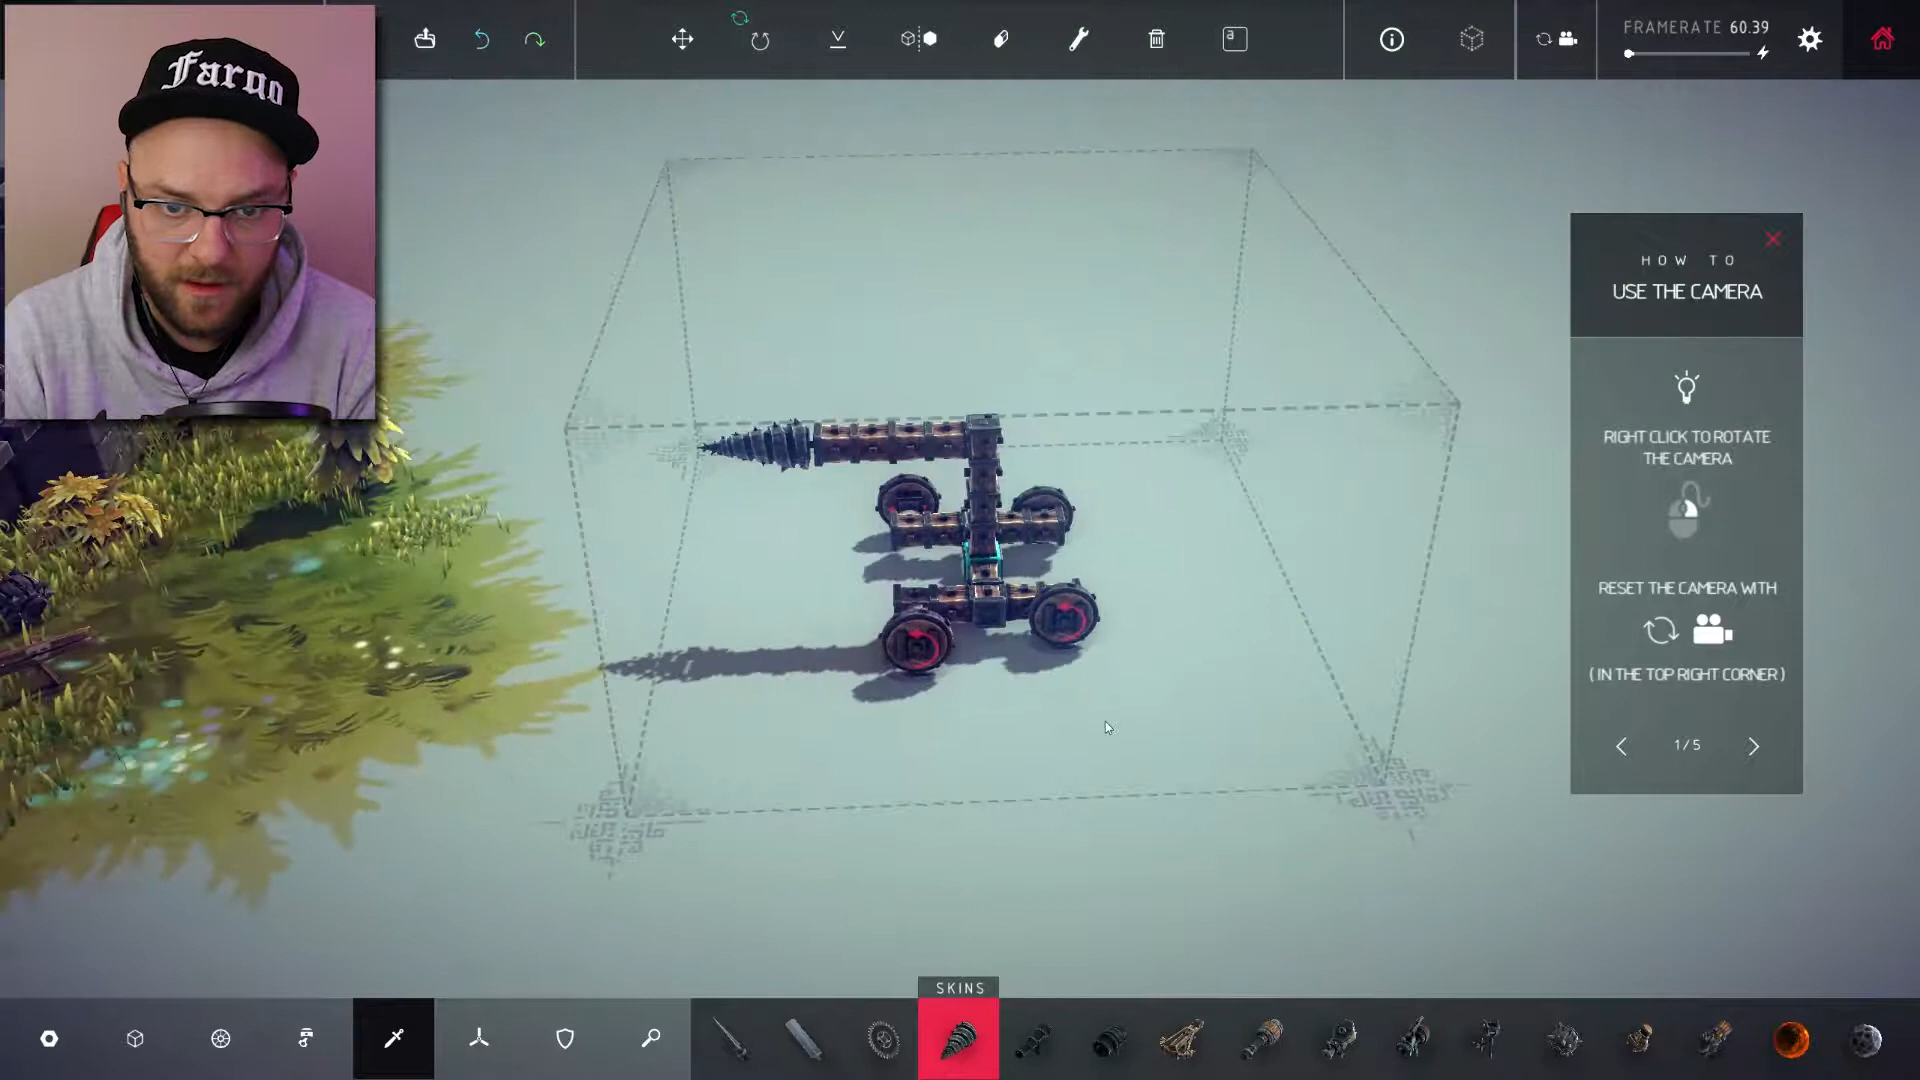 Fargo
FRAMERATE 60.39
HOW TO
USE THE CAMERA
RIGHT CLICK TO ROTATE
THE CAMERA
RESET THE CAMERA WITH
( IN THE TOP RIGHT CORNER )
1/5
SKINS